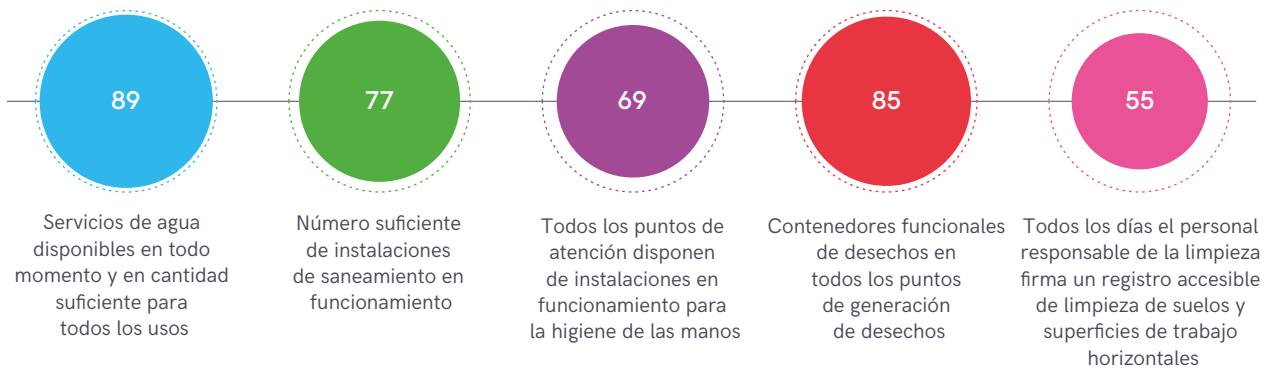 89
77
69
85
55
Servicios de agua
disponibles en todo
momento y en cantidad
suficiente para
todos los usos
Número suficiente
de instalaciones
de saneamiento en
funcionamiento
Todos los puntos de
atención disponen
de instalaciones en
funcionamiento para
la higiene de las manos
Contenedores funcionales
de desechos en
todos los puntos
de generación
de desechos
Todos los días el personal
responsable de la limpieza
firma un registro accesible
de limpieza de suelos y
superficies de trabajo
horizontales